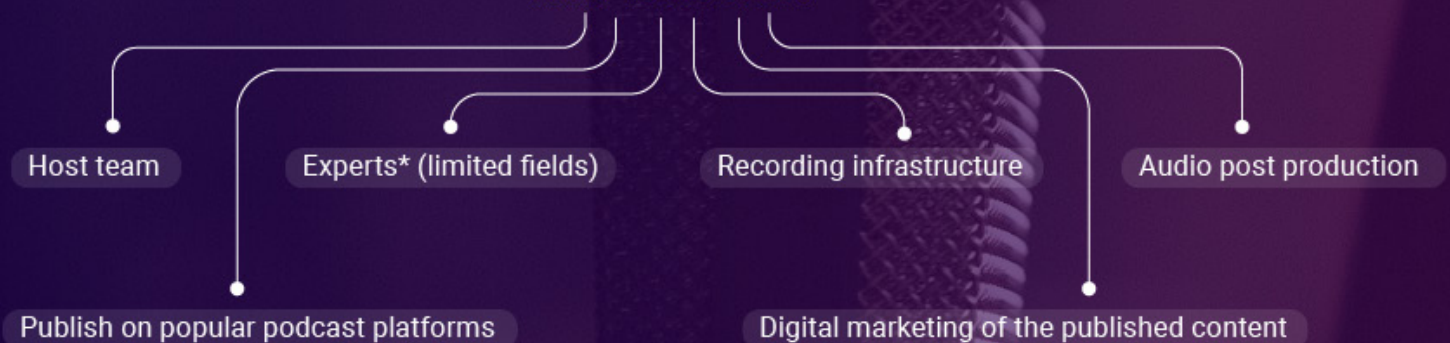 Host team
Experts* (limited fields)
Recording infrastructure
Audio post production
Publish on popular podcast platforms
Digital marketing of the published content